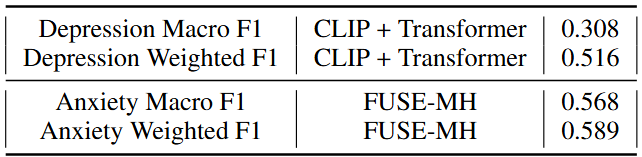 Depression Macro F1 CLIP + Transformer 0.308
Depression Weighted F1 CLIP + Transformer 0.516
Anxiety Macro F1 FUSE-MH 0.568
Anxiety Weighted F1 FUSE-MH 0.589